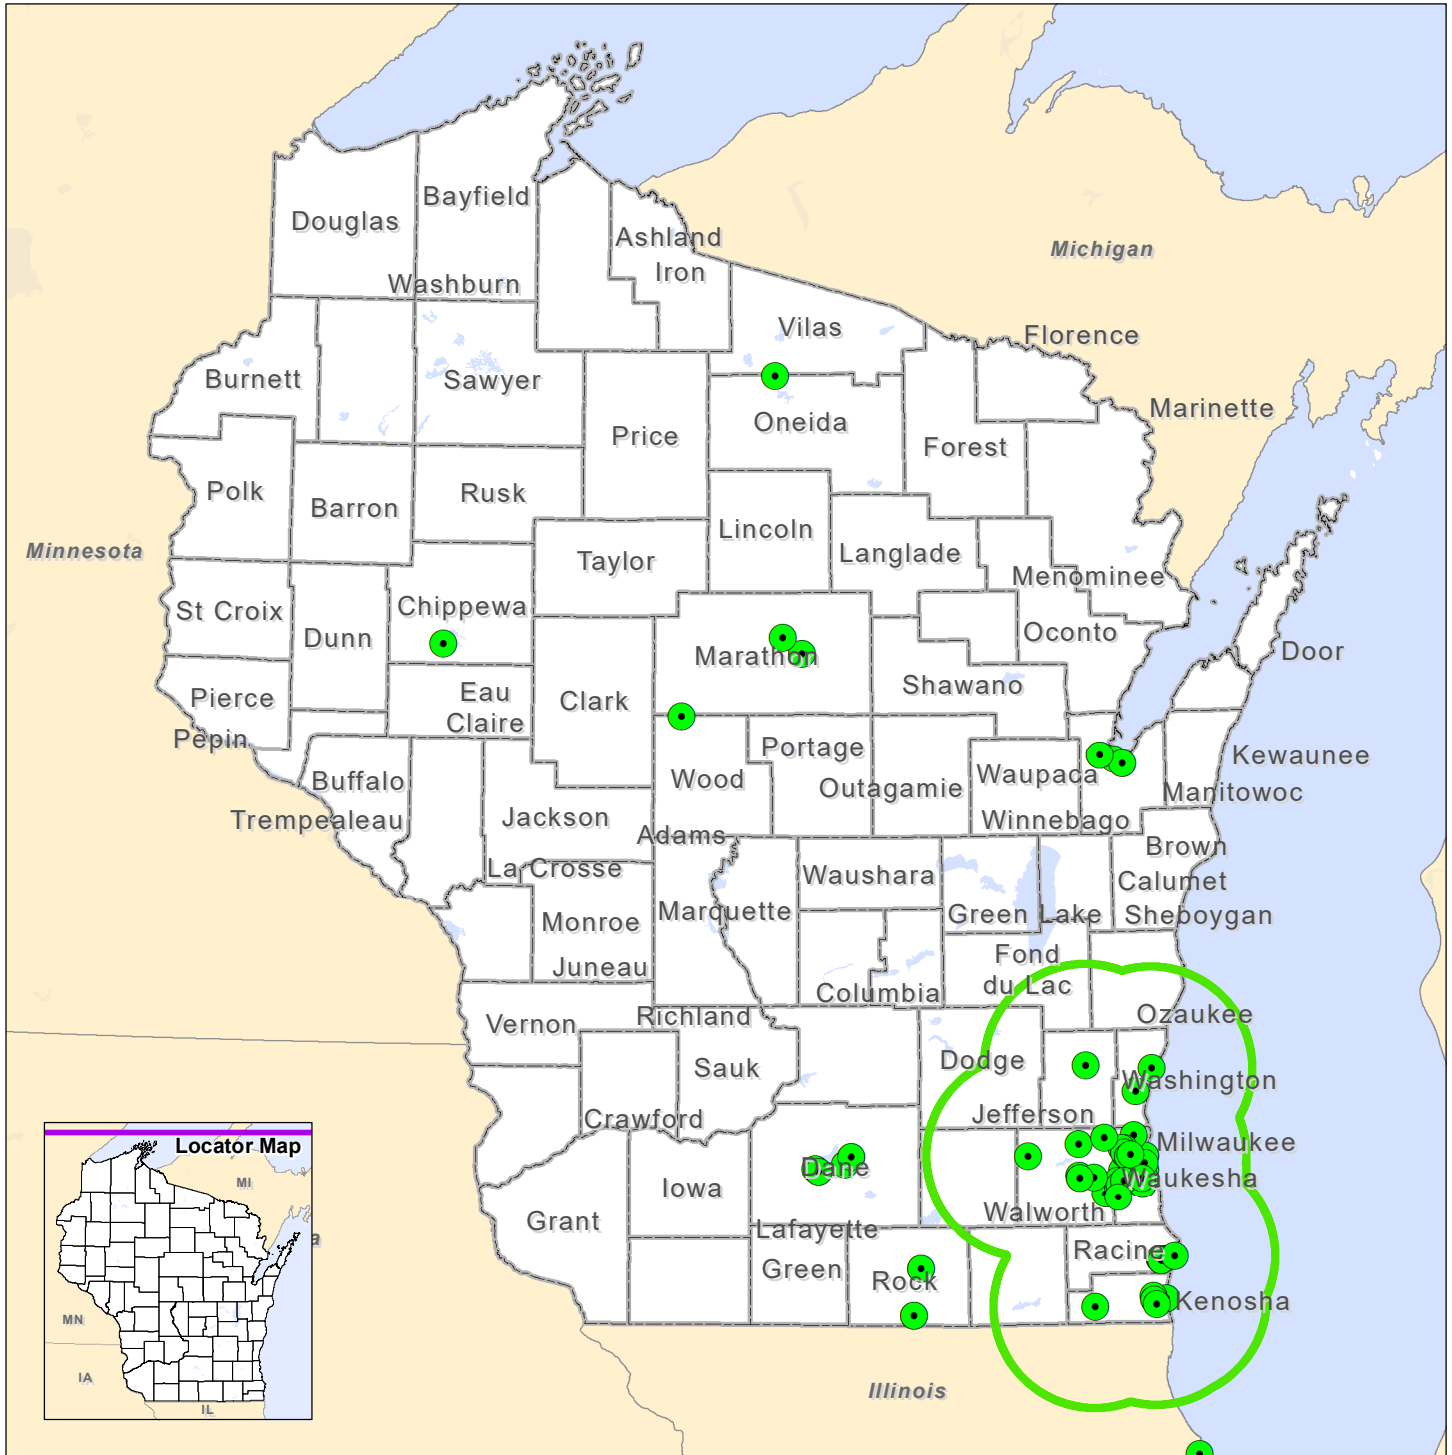 Bayfield
Douglas
Ashland
Michigan
Iron
Washburn
Vilas
Florence
Burnett
Sawyer
Marinette
Oneida
Price
Forest
Polk
Rusk
Barron
Lincoln
Minnesota
Langlade
Taylor
Menominee
Chippewa
St Croix
Oconto
Dunn
Door
Marathon
Shawano
Pierce
Eau
Claire
Clark
Pepin
Portage
Kewaunee
Waupaca
Wood
Buffalo
Outagamie
Manitowoc
Trempealeau
Jackson
Winnebago
Adams
Brown
La Crosse
Waushara
Calumet
Marquette
Green Lake
Sheboygan
Monroe
Fond
du Lac
Juneau
Columbia
Ozaukee
Richland
Vernon
Dodge
Sauk
Washington
Jefferson
Crawford
Milwaukee
Locator Map
Dane
Waukesha
MI
Iowa
Walworth
Grant
Lafayette
a
Racine
Green
Rock
Kenosha
MN
IA
Illinois
IL